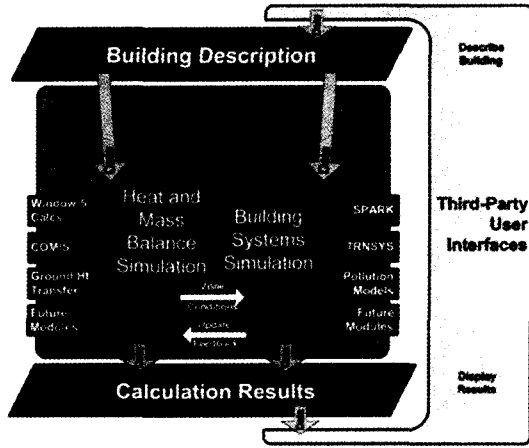 Building Description
Describe
Building
Window 5
Calcs
COMIS
Ground Ht
Transfer
Future
Modules
Heat and
Mass
Balance
Simulation
Building
Systems
Simulation
SPARK
TRNSYS
Pollution
Models
Future
Modules
Third-Party
User
Interfaces
Zone
Conditions
Update
Feedback
Calculation Results
Display
Results